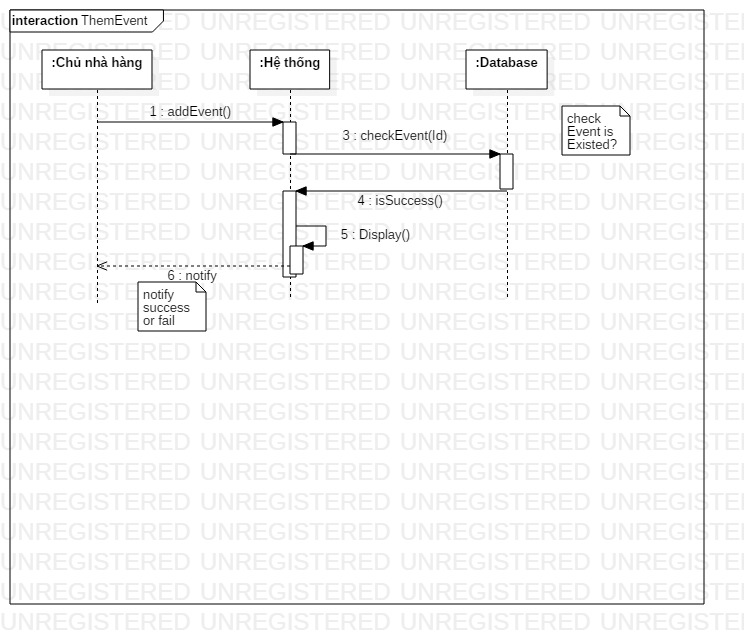 interaction ThemEvent
:Chủ nhà hàng
:Hệ thống
:Database
1 : addEvent()
check
Event is
Existed?
3 : checkEvent(Id)
4 : isSuccess()
5 : Display()
6 : notify
notify
success
or fail
UNREGISTERED UNREGISTERED UNREGISTERED UNREGISTERED